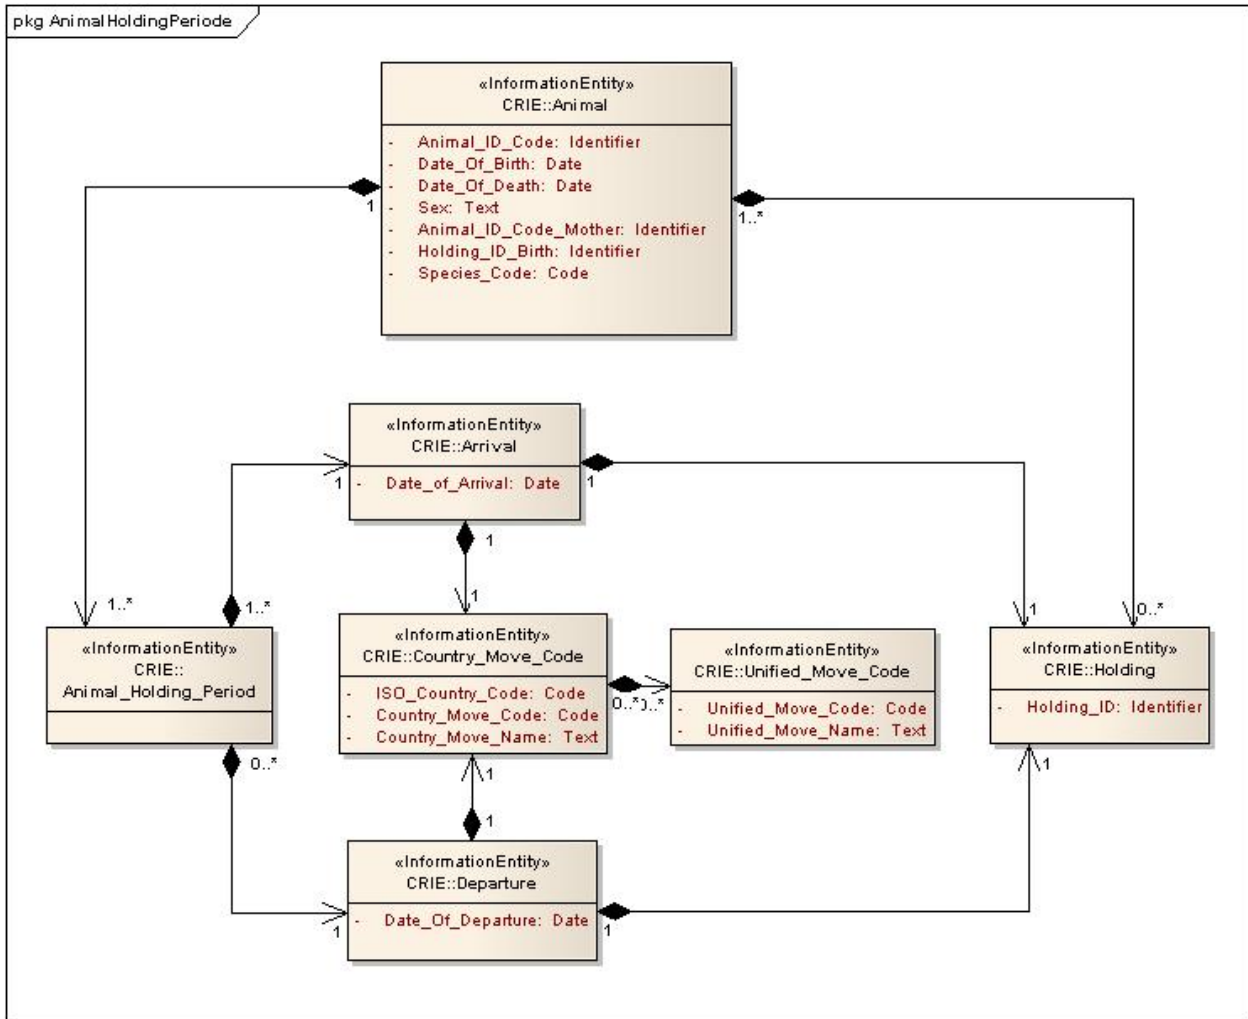 pkg AnimalHoldingPeriode
«InformationEntity»
CRIE::Animal
- Animal_ID_Code: Identifier
- Date_Of_Birth: Date
- Date_Of_Death: Date
- Sex: Text
- Animal_ID_Code_Mother: Identifier
- Holding_ID_Birth: Identifier
- Species_Code: Code
1
1..*
«InformationEntity»
CRIE::Arrival
- Date_of_Arrival: Date
1
1
1
1..*
1..*
1
1
0..*
«InformationEntity»
CRIE::
Animal_Holding_Period
«InformationEntity»
CRIE::Country_Move_Code
- ISO_Country_Code: Code
- Country_Move_Code: Code
- Country_Move_Name: Text
0..*
0..*
«InformationEntity»
CRIE::Unified_Move_Code
- Unified_Move_Code: Code
- Unified_Move_Name: Text
«InformationEntity»
CRIE::Holding
- Holding_ID: Identifier
0..*
1
1
1
«InformationEntity»
CRIE::Departure
- Date_Of_Departure: Date
1
1